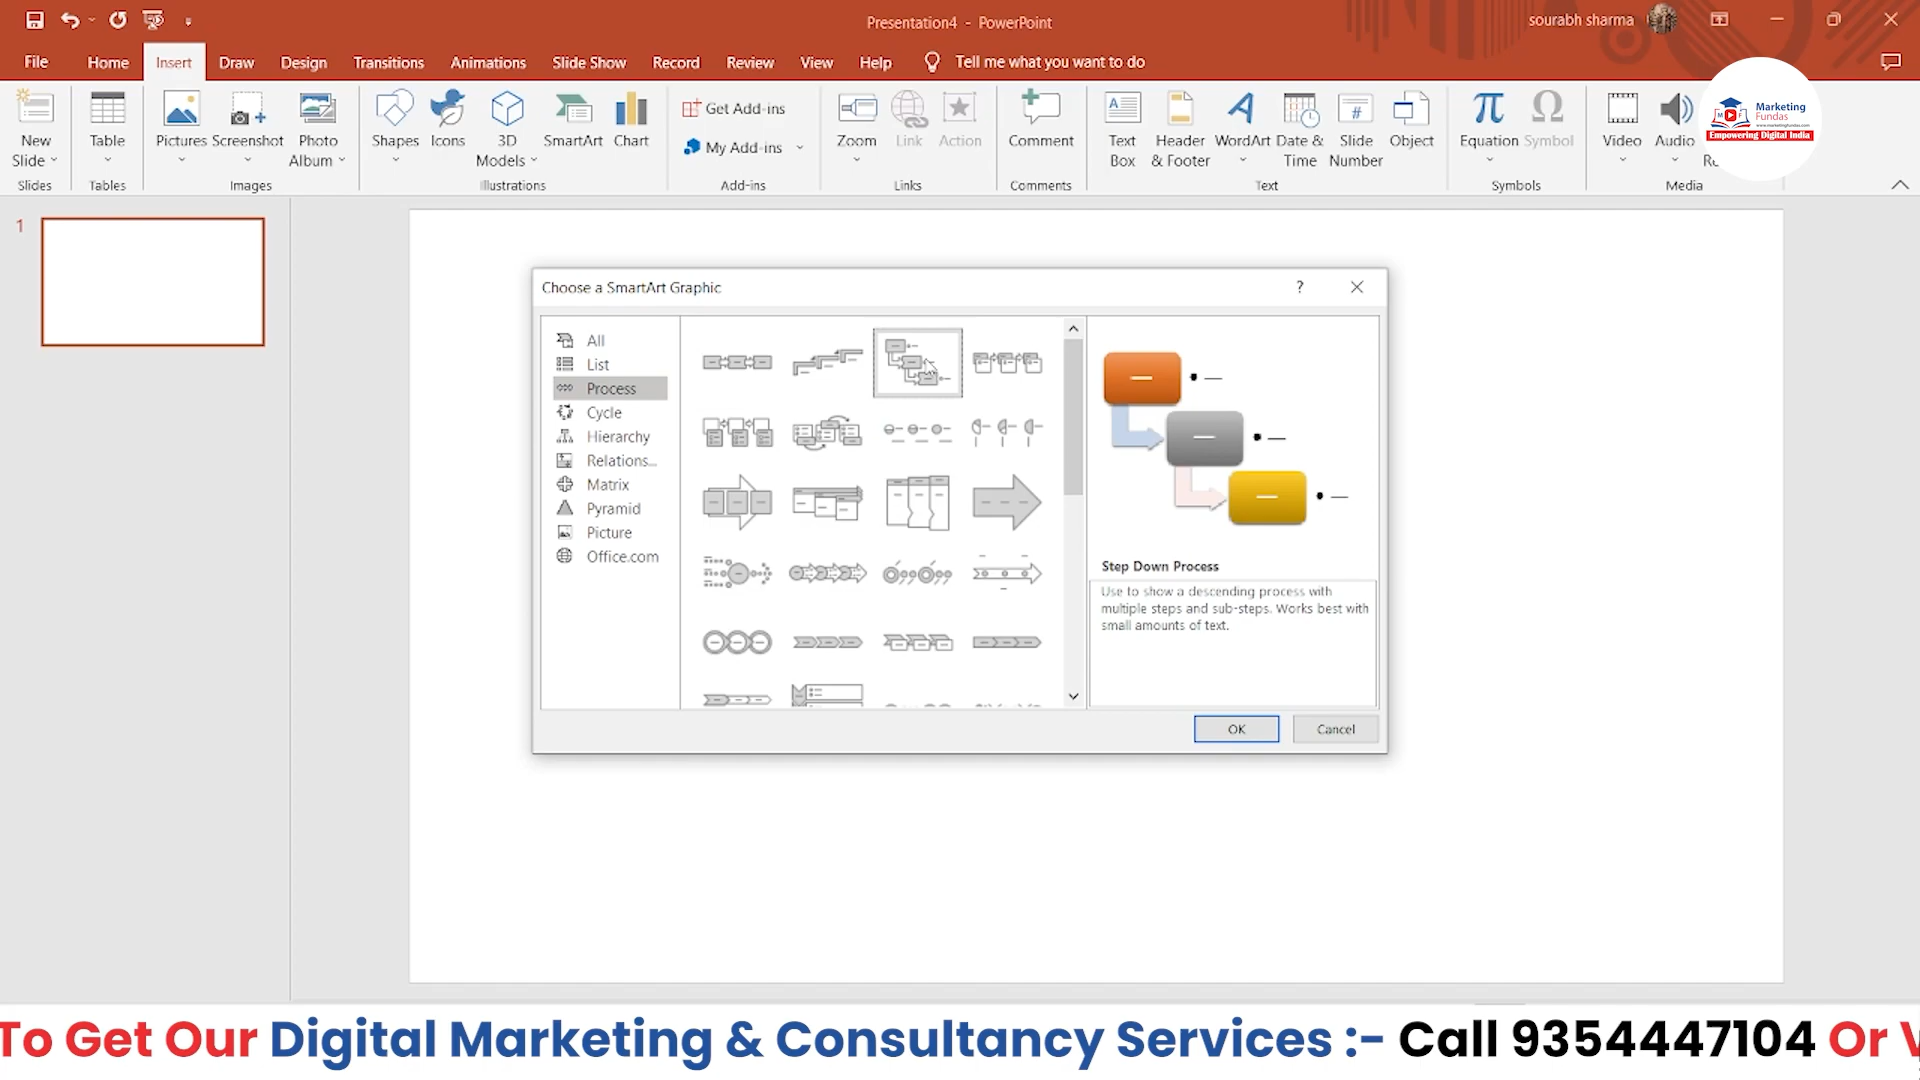 Presentation4 - PowerPoint
sourabh sharma
File Home Insert Draw Design Transitions Animations Slide Show Record Review View Help Tell me what you want to do
New Slide
Table
Pictures
Screenshot
Photo Album
Shapes
Icons
3D Models
SmartArt
Chart
Get Add-ins
My Add-ins
Zoom
Link
Action
Comment
Text Box
Header & Footer
WordArt
Date & Time
Slide Number
Object
Equation
Symbol
Video
Audio
Slides Tables Images Illustrations Add-ins Links Comments Text Symbols Media
Marketing
Fundas
Empowering Digital India
1
Choose a SmartArt Graphic
All
List
Process
Cycle
Hierarchy
Relations...
Matrix
Pyramid
Picture
Office.com
Step Down Process
Use to show a descending process with
multiple steps and sub-steps. Works best with
small amounts of text.
OK Cancel
To Get Our Digital Marketing & Consultancy Services :- Call 9354447104 Or